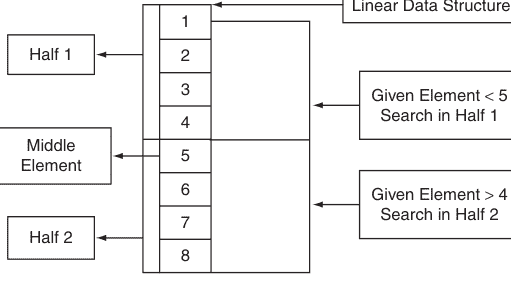 Linear Data Structure
1
Half 1
2
3
Given Element < 5
Search in Half 1
4
Middle
Element
5
6
Given Element > 4
Search in Half 2
7
Half 2
8